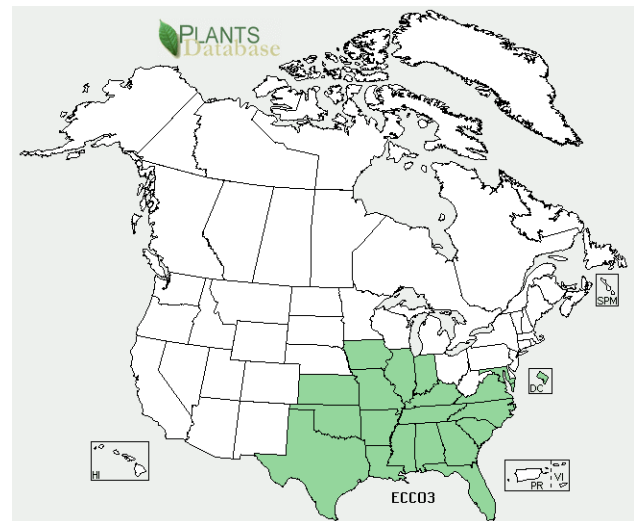 PLANTS
Database
SPM
DC
HI
PR
VI
ECCO3